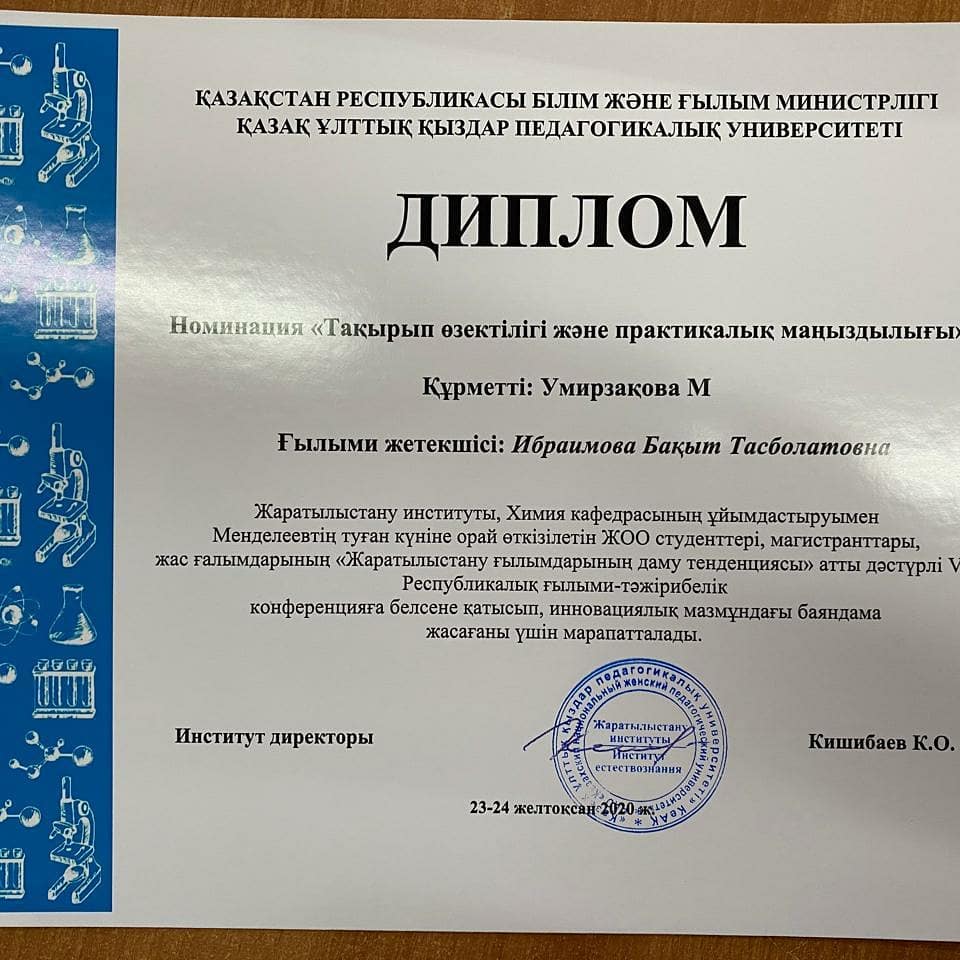 ҚАЗАҚСТАН РЕСПУБЛИКАСЫ БІЛІМ ЖӘНЕ ҒЫЛЫМ МИНИСТРЛІГІ
ҚАЗАҚ ҰЛТТЫҚ ҚЫЗДАР ПЕДАГОГИКАЛЫҚ УНИВЕРСИТЕТІ
ДИПЛОМ
Номинация «Тақырып өзектілігі және практикалық маңыздылығы»
Құрметті: Умирзақова М
Ғылыми жетекшісі: Ибраимова Бақыт Тасболатовна
Жаратылыстану институты, Химия кафедрасының ұйымдастыруымен
Менделеевтің туған күніне орай өткізілетін ЖОО студенттері, магистранттары,
жас ғалымдарының «Жаратылыстану ғылымдарының даму тенденциясы» атты дәстүрлі V
Республикалық ғылыми-тәжірибелік
конференцияға белсене қатысып, инновациялық мазмұндағы баяндама
жасағаны үшін марапатталады.
Институт директоры
Кишибаев К.О.
Жаратылыстану
институты
Институт
естествознания
23-24 желтоқсан 2020 ж.